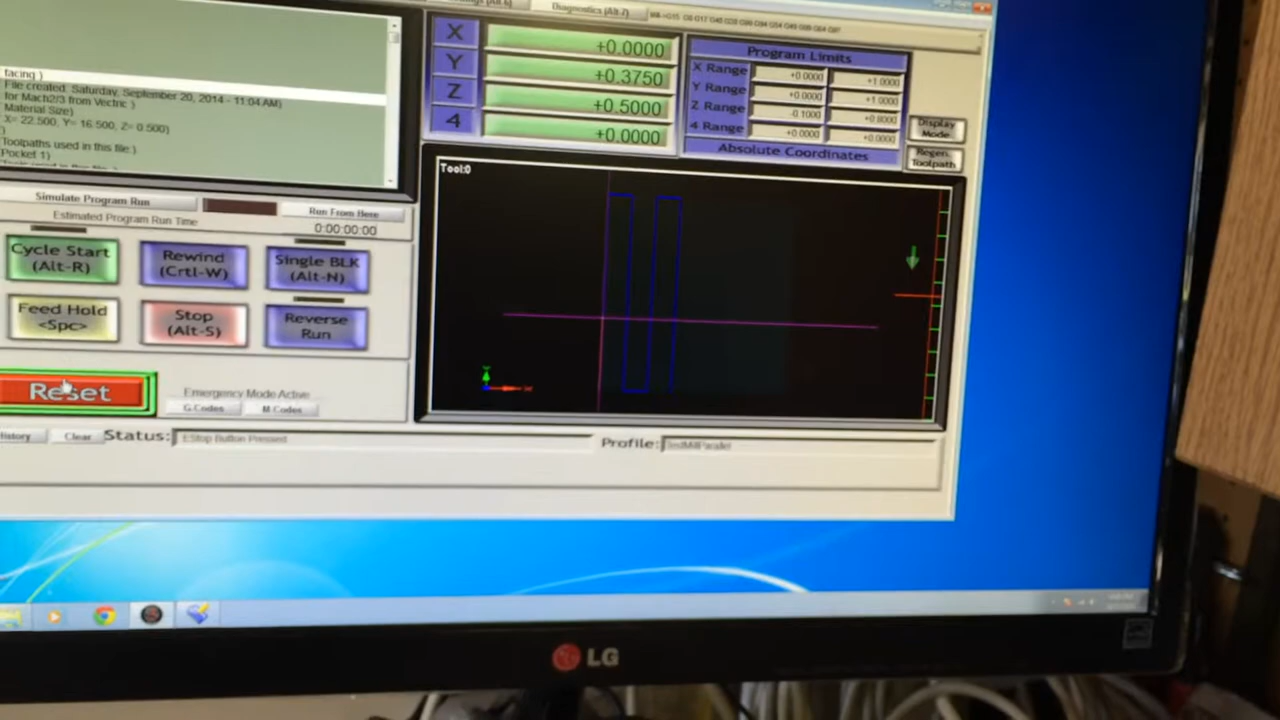 Diagnostics (Alt-7)
facing )
File created: Saturday, September 20, 2014 - 11:04 AM)
for Mach2/3 from Vectric )
Material Size)
X= 22.500, Y= 16.500, Z= 0.500)
)
Toolpaths used in this file:)
Pocket 1)
X +0.0000
Y +0.3750
Z +0.5000
4 +0.0000
Program Limits
X Range +0.0000 +1.0000
Y Range +0.0000 +1.0000
Z Range -0.1000 +0.8000
4 Range +0.0000 +0.0000
Absolute Coordinates
Display Mode
Regen. Toolpath
Tool:0
Simulate Program Run
Run From Here
Estimated Program Run Time
0:00:00:00
Cycle Start
(Alt-R)
Rewind
(Crtl-W)
Single BLK
(Alt-N)
Feed Hold
<Spc>
Stop
(Alt-S)
Reverse
Run
Reset
Emergency Mode Active
G.Codes
M.Codes
History
Clear
Status: EStop Button Pressed
Profile: TestMillParallel
LG